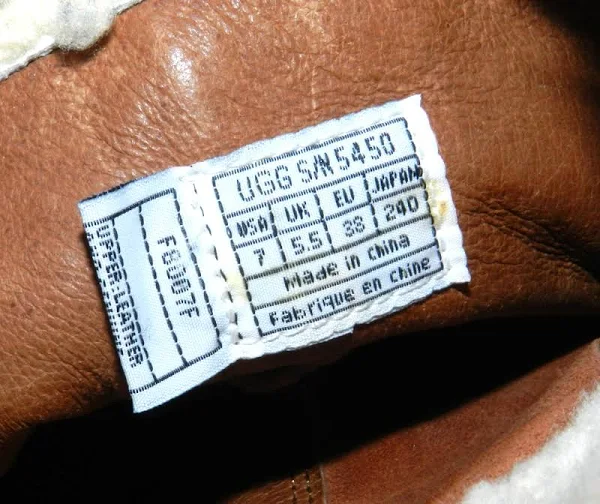 UGG S/N 5450
USA UK EU JAPAN
7 5.5 38 240
Made in China
Fabrique en Chine
F8007F
UPPER:LEATHER